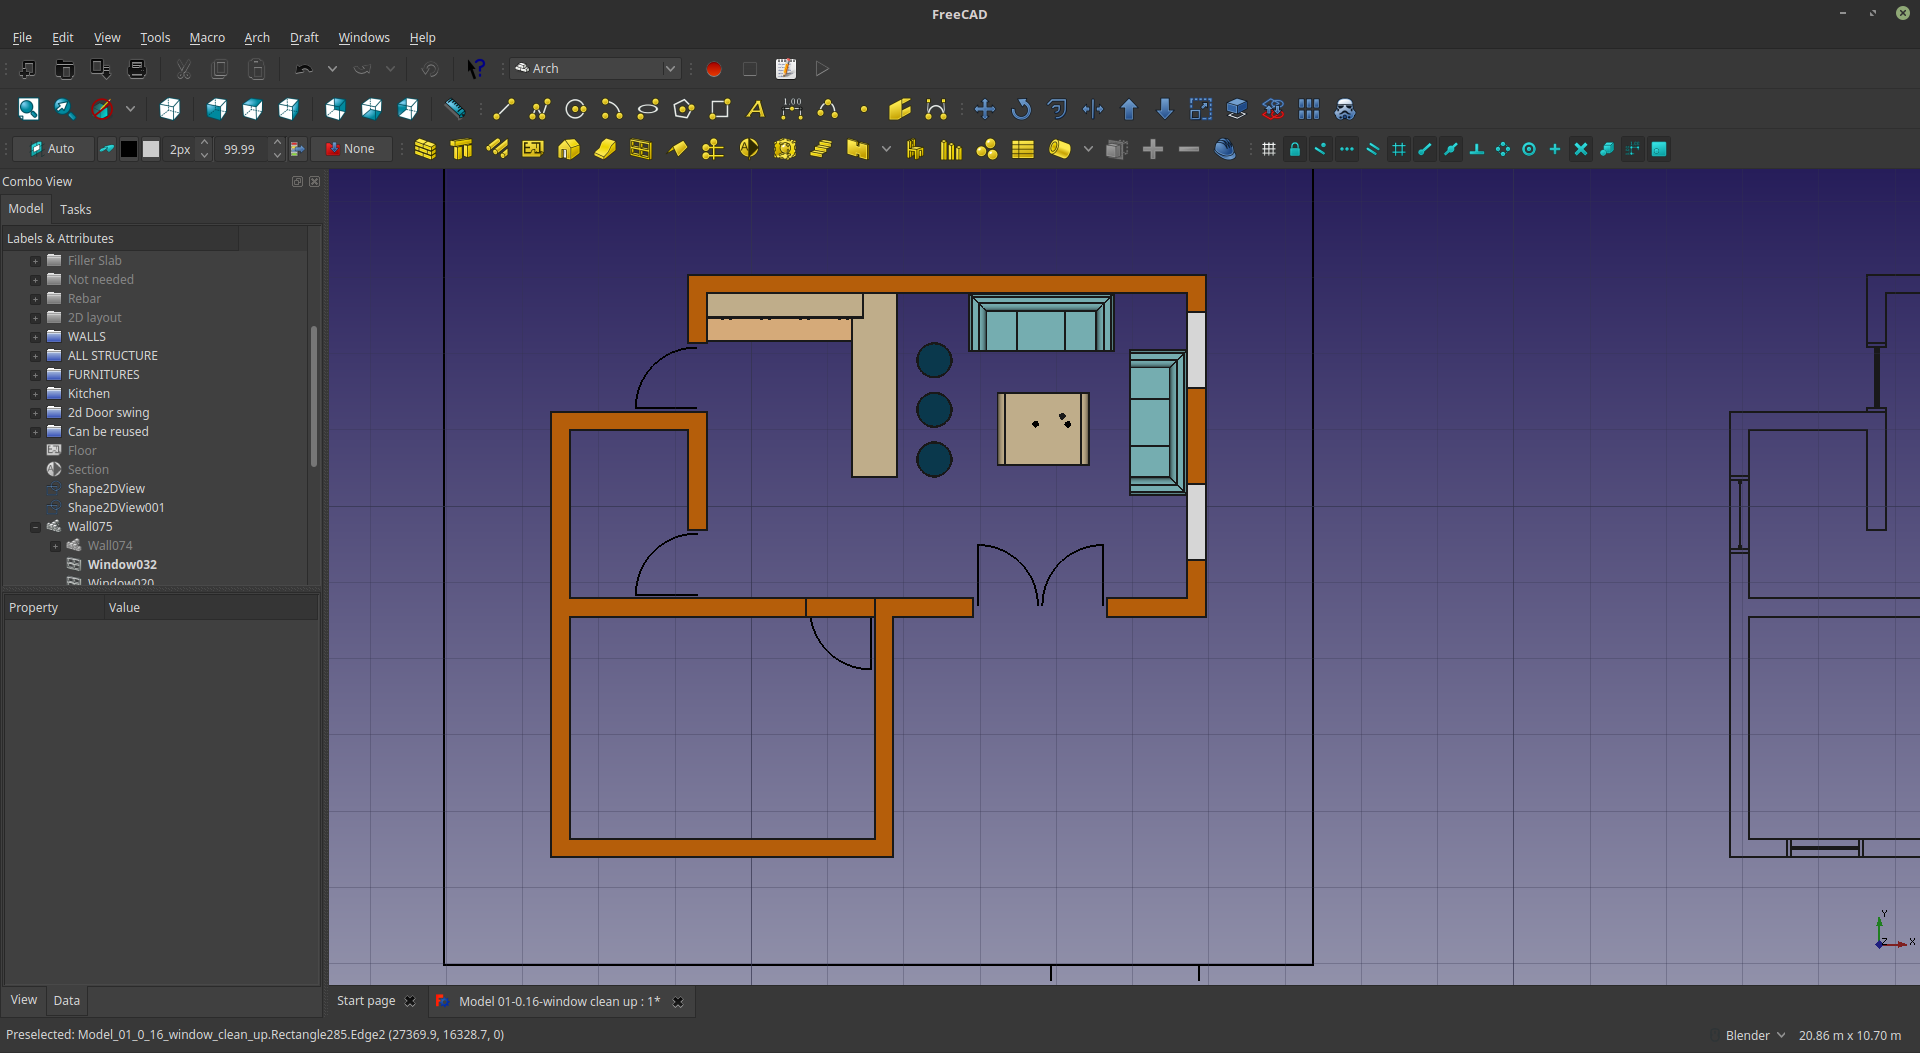 FreeCAD
File Edit View Tools Macro Arch Draft Windows Help
Arch
A 1.00
Auto 2px 99.99 None
Combo View
Model Tasks
Labels & Attributes
Filler Slab
Not needed
Rebar
2D layout
WALLS
ALL STRUCTURE
FURNITURES
Kitchen
2d Door swing
Can be reused
Floor
Section
Shape2DView
Shape2DView001
Wall075
Wall074
Window032
Window020
Property Value
Y
Z X
View Data
Start page Model 01-0.16-window clean up : 1*
Preselected: Model_01_0_16_window_clean_up.Rectangle285.Edge2 (27369.9, 16328.7, 0)
Blender 20.86 m x 10.70 m